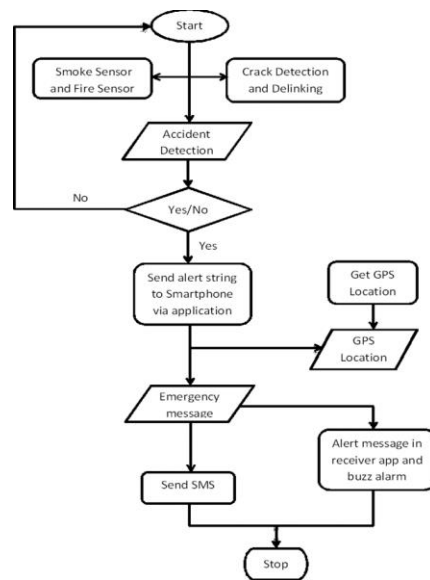 Start
Smoke Sensor
and Fire Sensor
Crack Detection
and Delinking
Accident
Detection
No
Yes/No
Yes
Send alert string
to Smartphone
via application
Get GPS
Location
GPS
Location
Emergency
message
Alert message in
receiver app and
buzz alarm
Send SMS
Stop